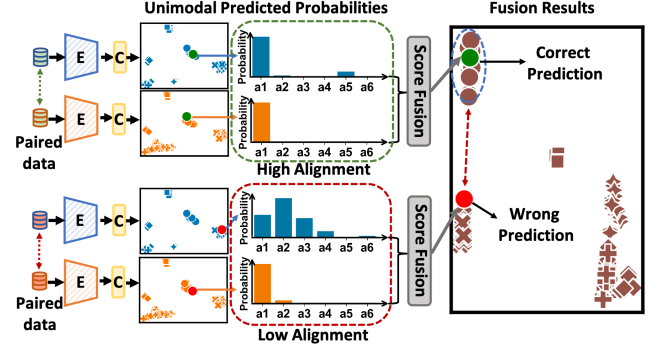 Unimodal Predicted Probabilities
Fusion Results
E
C
Probability
a1 a2 a3 a4 a5 a6
E
C
Probability
a1 a2 a3 a4 a5 a6
Paired
data
High Alignment
Score Fusion
Correct
Prediction
E
C
Probability
a1 a2 a3 a4 a5 a6
E
C
Probability
a1 a2 a3 a4 a5 a6
Paired
data
Low Alignment
Score Fusion
Wrong
Prediction